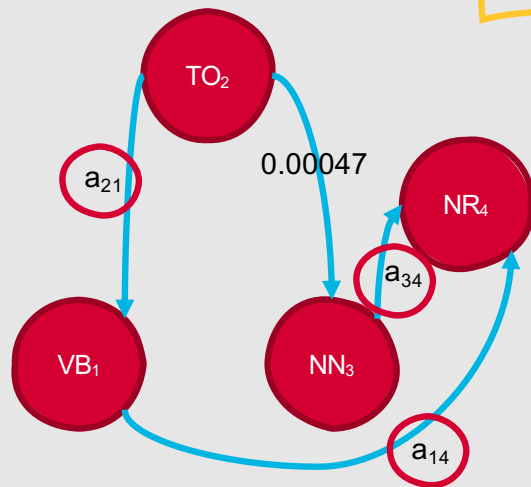 TO₂
a₂₁
0.00047
NR₄
a₃₄
VB₁
NN₃
a₁₄